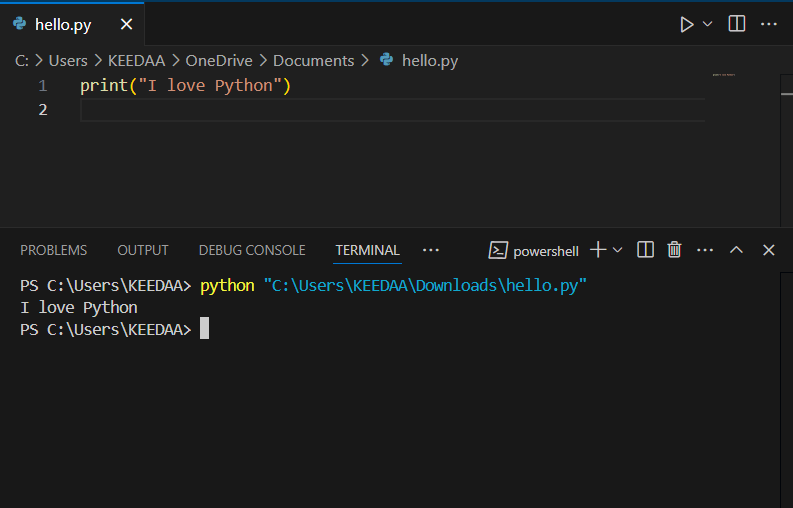 hello.py
C: > Users > KEEDAA > OneDrive > Documents > hello.py
1 print("I love Python")
2
PROBLEMS OUTPUT DEBUG CONSOLE TERMINAL ··· powershell
PS C:\Users\KEEDAA> python "C:\Users\KEEDAA\Downloads\hello.py"
I love Python
PS C:\Users\KEEDAA>